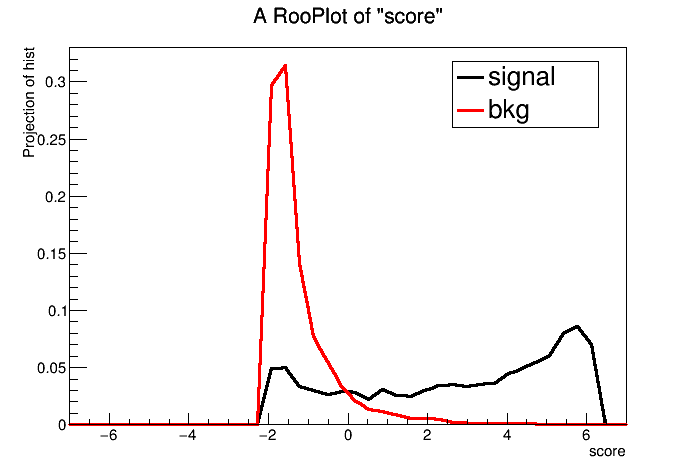 A RooPlot of "score"
Projection of hist
signal
bkg
0.3
0.25
0.2
0.15
0.1
0.05
0
−6 −4 −2 0 2 4 6
score